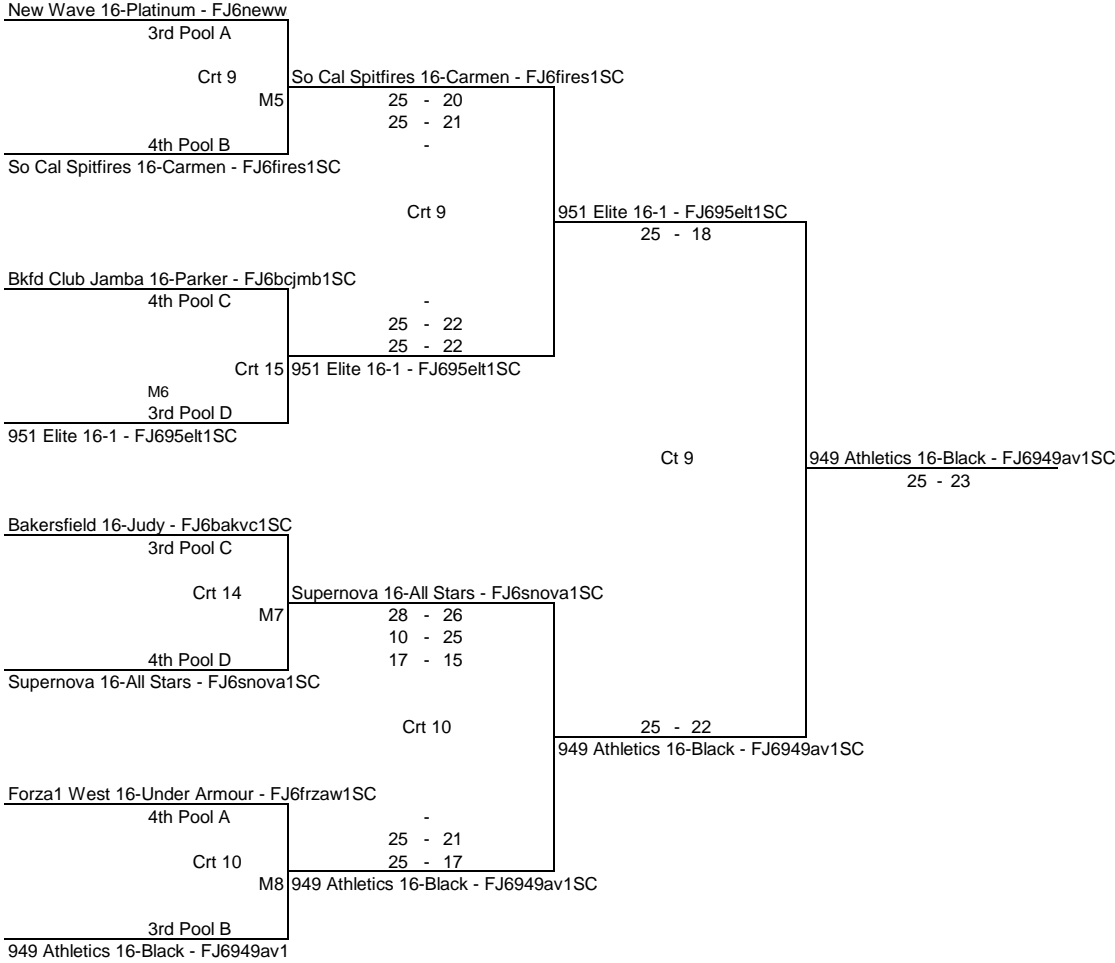 New Wave 16-Platinum - FJ6neww
3rd Pool A
Crt 9
So Cal Spitfires 16-Carmen - FJ6fires1SC
M5
25 - 20
25 - 21
4th Pool B
-
So Cal Spitfires 16-Carmen - FJ6fires1SC
Crt 9
951 Elite 16-1 - FJ695elt1SC
25 - 18
Bkfd Club Jamba 16-Parker - FJ6bcjmb1SC
4th Pool C
-
25 - 22
25 - 22
Crt 15
951 Elite 16-1 - FJ695elt1SC
M6
3rd Pool D
951 Elite 16-1 - FJ695elt1SC
Ct 9
949 Athletics 16-Black - FJ6949av1SC
25 - 23
Bakersfield 16-Judy - FJ6bakvc1SC
3rd Pool C
Crt 14
Supernova 16-All Stars - FJ6snova1SC
M7
28 - 26
10 - 25
4th Pool D
17 - 15
Supernova 16-All Stars - FJ6snova1SC
Crt 10
25 - 22
949 Athletics 16-Black - FJ6949av1SC
Forza1 West 16-Under Armour - FJ6frzaw1SC
4th Pool A
-
25 - 21
Crt 10
25 - 17
M8
949 Athletics 16-Black - FJ6949av1SC
3rd Pool B
949 Athletics 16-Black - FJ6949av1